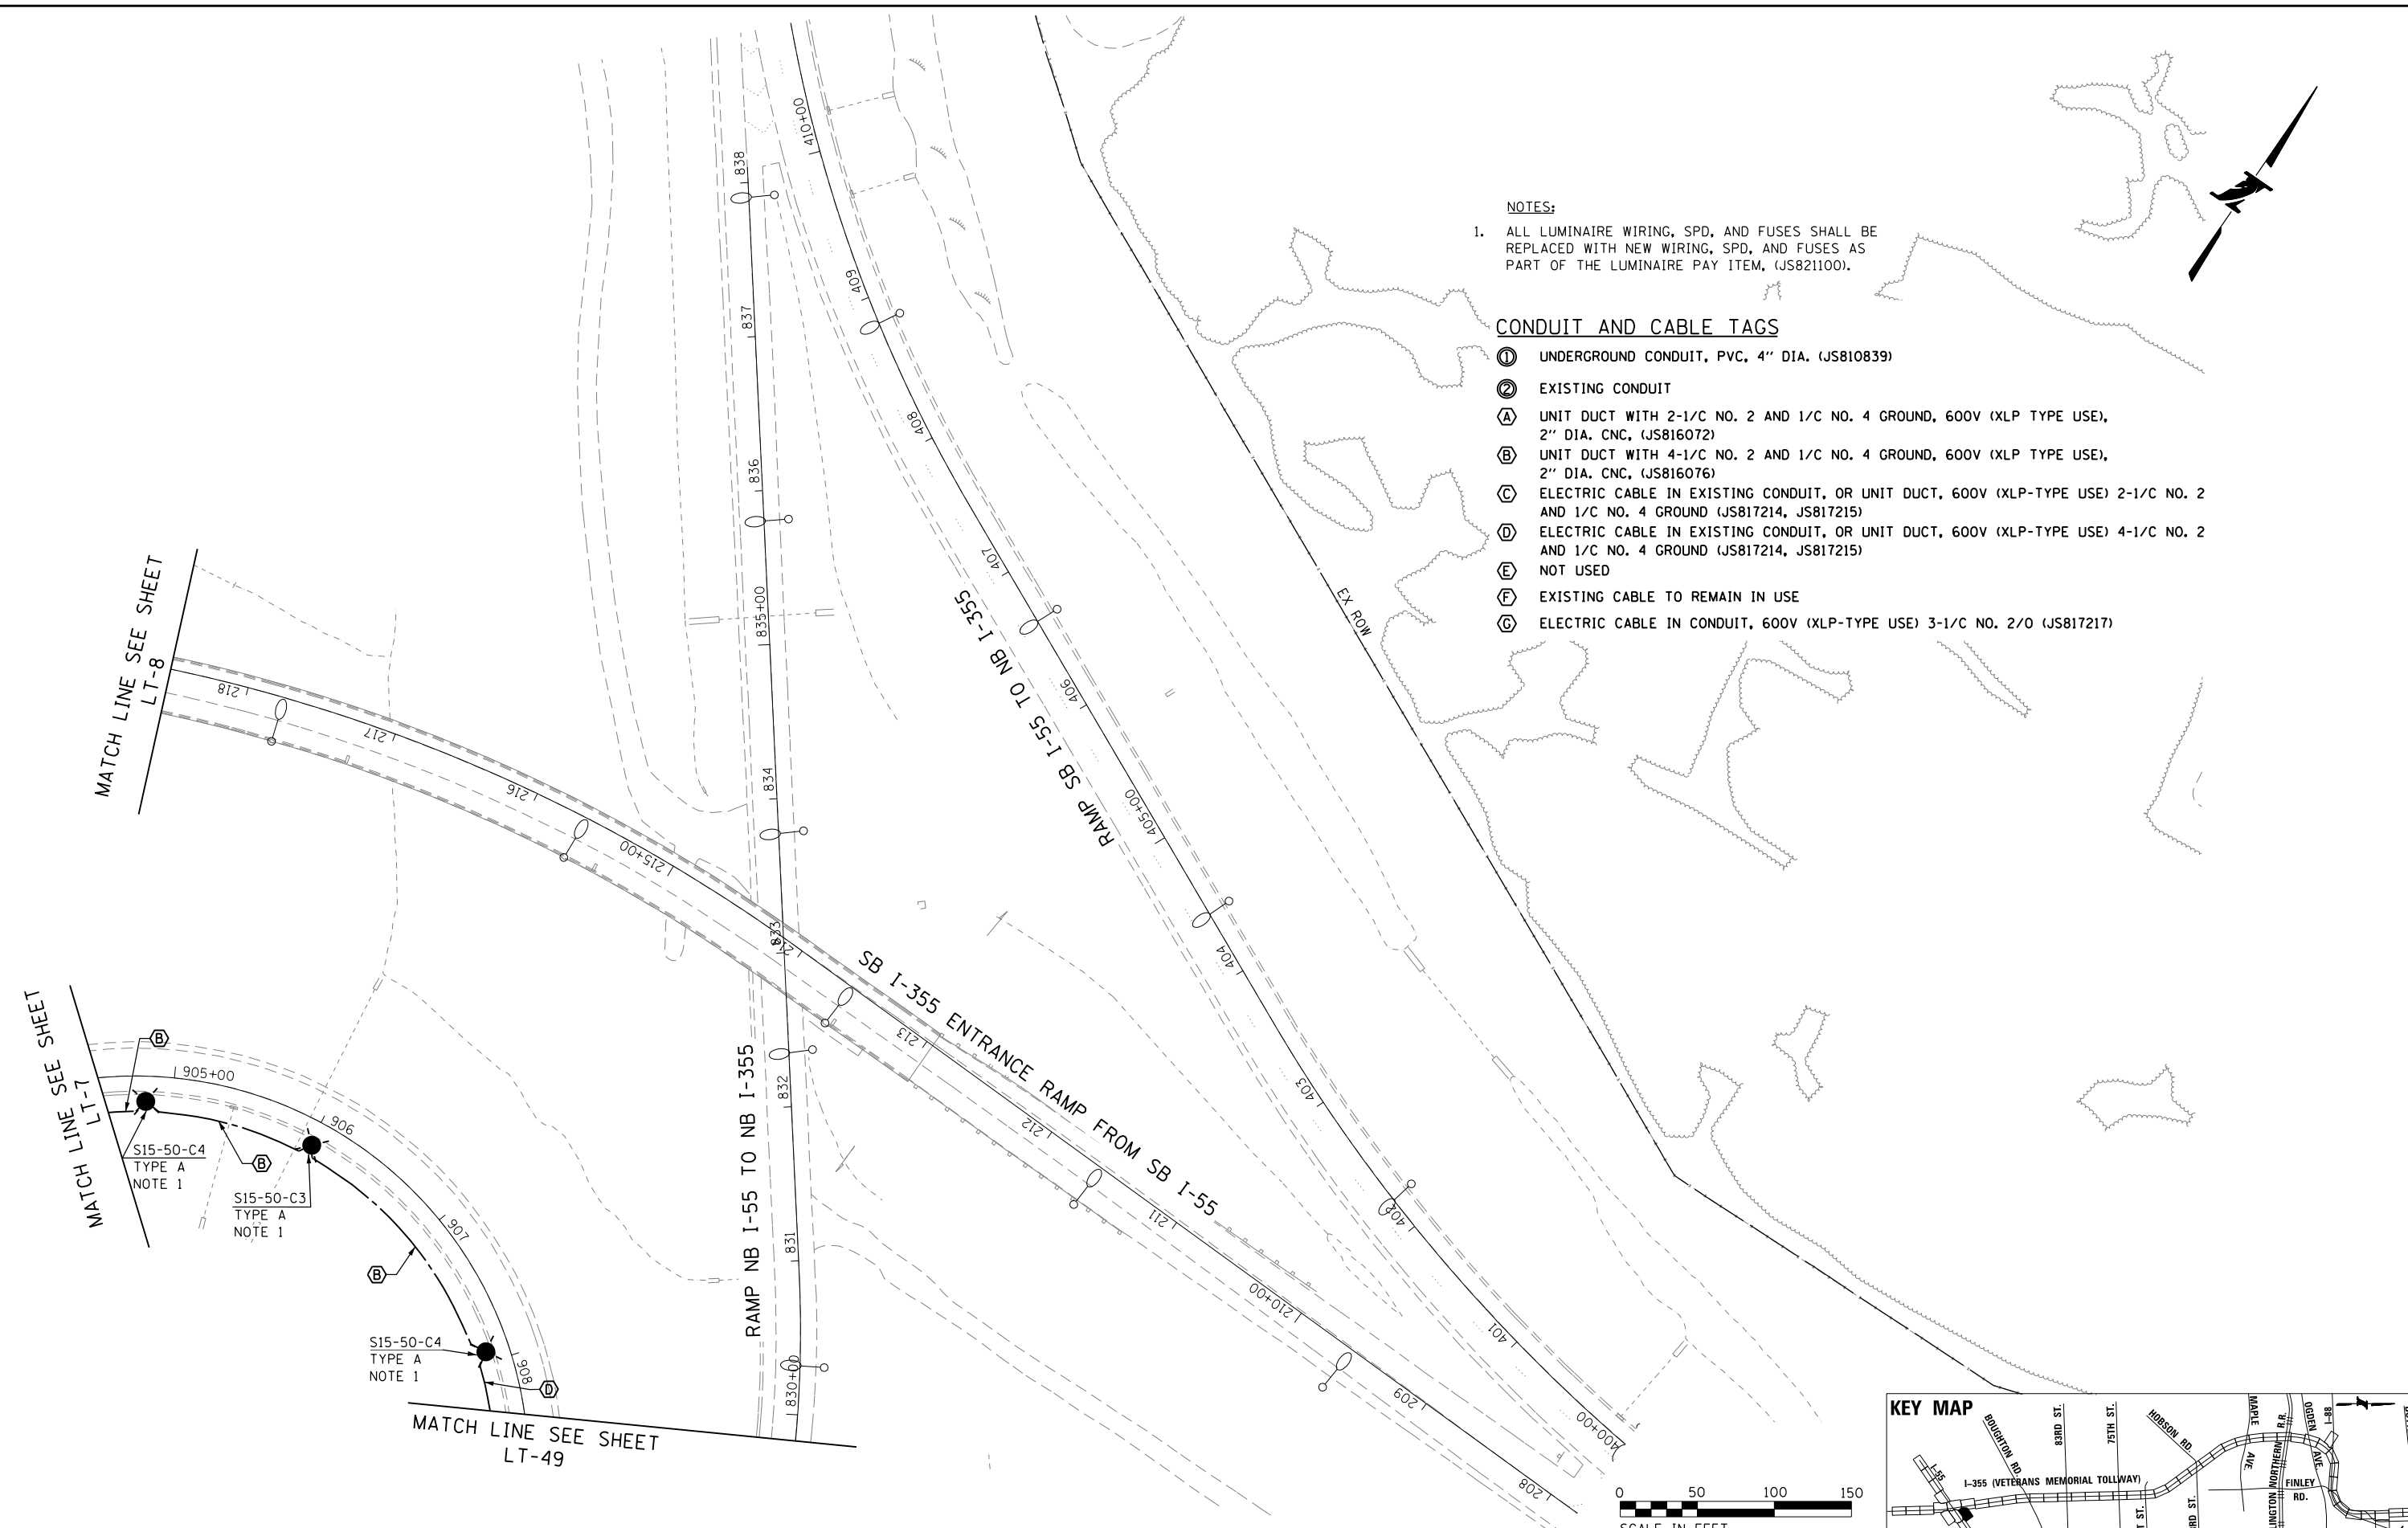 NOTES:
1. ALL LUMINAIRE WIRING, SPD, AND FUSES SHALL BE
REPLACED WITH NEW WIRING, SPD, AND FUSES AS
PART OF THE LUMINAIRE PAY ITEM, (JS821100).
CONDUIT AND CABLE TAGS
1 UNDERGROUND CONDUIT, PVC, 4'' DIA. (JS810839)
2 EXISTING CONDUIT
A UNIT DUCT WITH 2-1/C NO. 2 AND 1/C NO. 4 GROUND, 600V (XLP TYPE USE),
2'' DIA. CNC, (JS816072)
B UNIT DUCT WITH 4-1/C NO. 2 AND 1/C NO. 4 GROUND, 600V (XLP TYPE USE),
2'' DIA. CNC, (JS816076)
C ELECTRIC CABLE IN EXISTING CONDUIT, OR UNIT DUCT, 600V (XLP-TYPE USE) 2-1/C NO. 2
AND 1/C NO. 4 GROUND (JS817214, JS817215)
D ELECTRIC CABLE IN EXISTING CONDUIT, OR UNIT DUCT, 600V (XLP-TYPE USE) 4-1/C NO. 2
AND 1/C NO. 4 GROUND (JS817214, JS817215)
E NOT USED
F EXISTING CABLE TO REMAIN IN USE
G ELECTRIC CABLE IN CONDUIT, 600V (XLP-TYPE USE) 3-1/C NO. 2/0 (JS817217)
838
837
836
835+00
834
833
832
831
830+00
RAMP NB I-55 TO NB I-355
410+00
409
408
407
406
405+00
404
403
402
401
400+00
RAMP SB I-55 TO NB I-355
EX ROW
MATCH LINE SEE SHEET
LT-8
218
217
216
215+00
214
213
212
211
210+00
209
208
SB I-355 ENTRANCE RAMP FROM SB I-55
MATCH LINE SEE SHEET
LT-7
B
905+00
906
907
908
S15-50-C4
TYPE A
NOTE 1
B
S15-50-C3
TYPE A
NOTE 1
B
S15-50-C4
TYPE A
NOTE 1
D
MATCH LINE SEE SHEET
LT-49
0 50 100 150
SCALE IN FEET
KEY MAP
I-55
BOUGHTON RD.
83RD ST.
75TH ST.
HOBSON RD.
MAPLE AVE
R.R.
OGDEN AVE.
I-88
I-355 (VETERANS MEMORIAL TOLLWAY)
NORTHERN
FINLEY
RD.